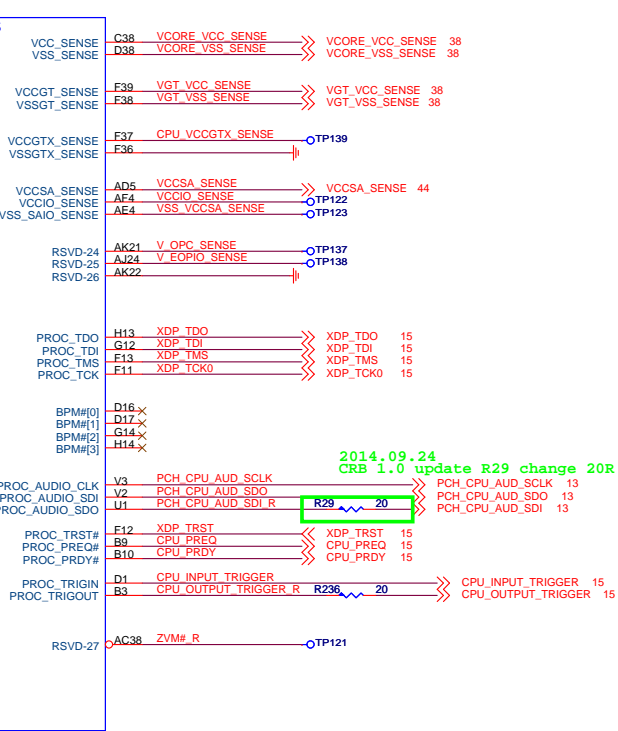 VCC_SENSE C38 VCORE_VCC_SENSE VCORE_VCC_SENSE 38
VSS_SENSE D38 VCORE_VSS_SENSE VCORE_VSS_SENSE 38
VCCGT_SENSE F39 VGT_VCC_SENSE VGT_VCC_SENSE 38
VSSGT_SENSE F38 VGT_VSS_SENSE VGT_VSS_SENSE 38
VCCGTX_SENSE F37 CPU_VCCGTX_SENSE TP139
VSSGTX_SENSE F36
VCCSA_SENSE AD5 VCCSA_SENSE VCCSA_SENSE 44
VCCIO_SENSE AF4 VCCIO_SENSE TP122
VSS_SAIO_SENSE AE4 VSS_VCCSA_SENSE TP123
RSVD-24 AK21 V_OPC_SENSE TP137
RSVD-25 AJ24 V_EOPIO_SENSE TP138
RSVD-26 AK22
PROC_TDO H13 XDP_TDO XDP_TDO 15
PROC_TDI G12 XDP_TDI XDP_TDI 15
PROC_TMS F13 XDP_TMS XDP_TMS 15
PROC_TCK F11 XDP_TCK0 XDP_TCK0 15
BPM#[0] D16
BPM#[1] D17
BPM#[2] G14
BPM#[3] H14
2014.09.24
CRB 1.0 update R29 change 20R
PROC_AUDIO_CLK V3 PCH_CPU_AUD_SCLK PCH_CPU_AUD_SCLK 13
PROC_AUDIO_SDI V2 PCH_CPU_AUD_SDO PCH_CPU_AUD_SDO 13
PROC_AUDIO_SDO U1 PCH_CPU_AUD_SDI_R R29 20 PCH_CPU_AUD_SDI 13
PROC_TRST# F12 XDP_TRST XDP_TRST 15
PROC_PREQ# B9 CPU_PREQ CPU_PREQ 15
PROC_PRDY# B10 CPU_PRDY CPU_PRDY 15
PROC_TRIGIN D1 CPU_INPUT_TRIGGER CPU_INPUT_TRIGGER 15
PROC_TRIGOUT B3 CPU_OUTPUT_TRIGGER_R R236 20 CPU_OUTPUT_TRIGGER 15
RSVD-27 AC38 ZVM#_R TP121